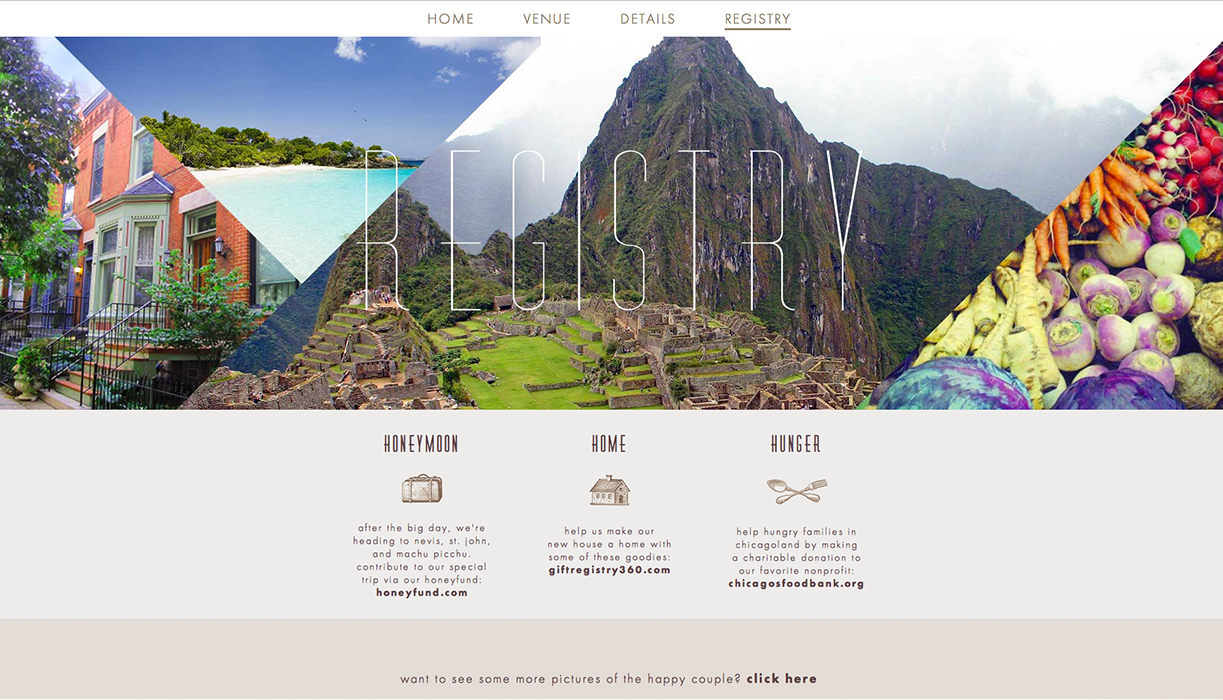 HOME VENUE DETAILS REGISTRY
REGISTRY
HONEYMOON
after the big day, we're
heading to nevis, st. john,
and machu picchu.
contribute to our special
trip via our honeyfund:
honeyfund.com
HOME
help us make our
new house a home with
some of these goodies:
giftregistry360.com
HUNGER
help hungry families in
chicagoland by making
a charitable donation to
our favorite nonprofit:
chicagosfoodbank.org
want to see some more pictures of the happy couple? click here